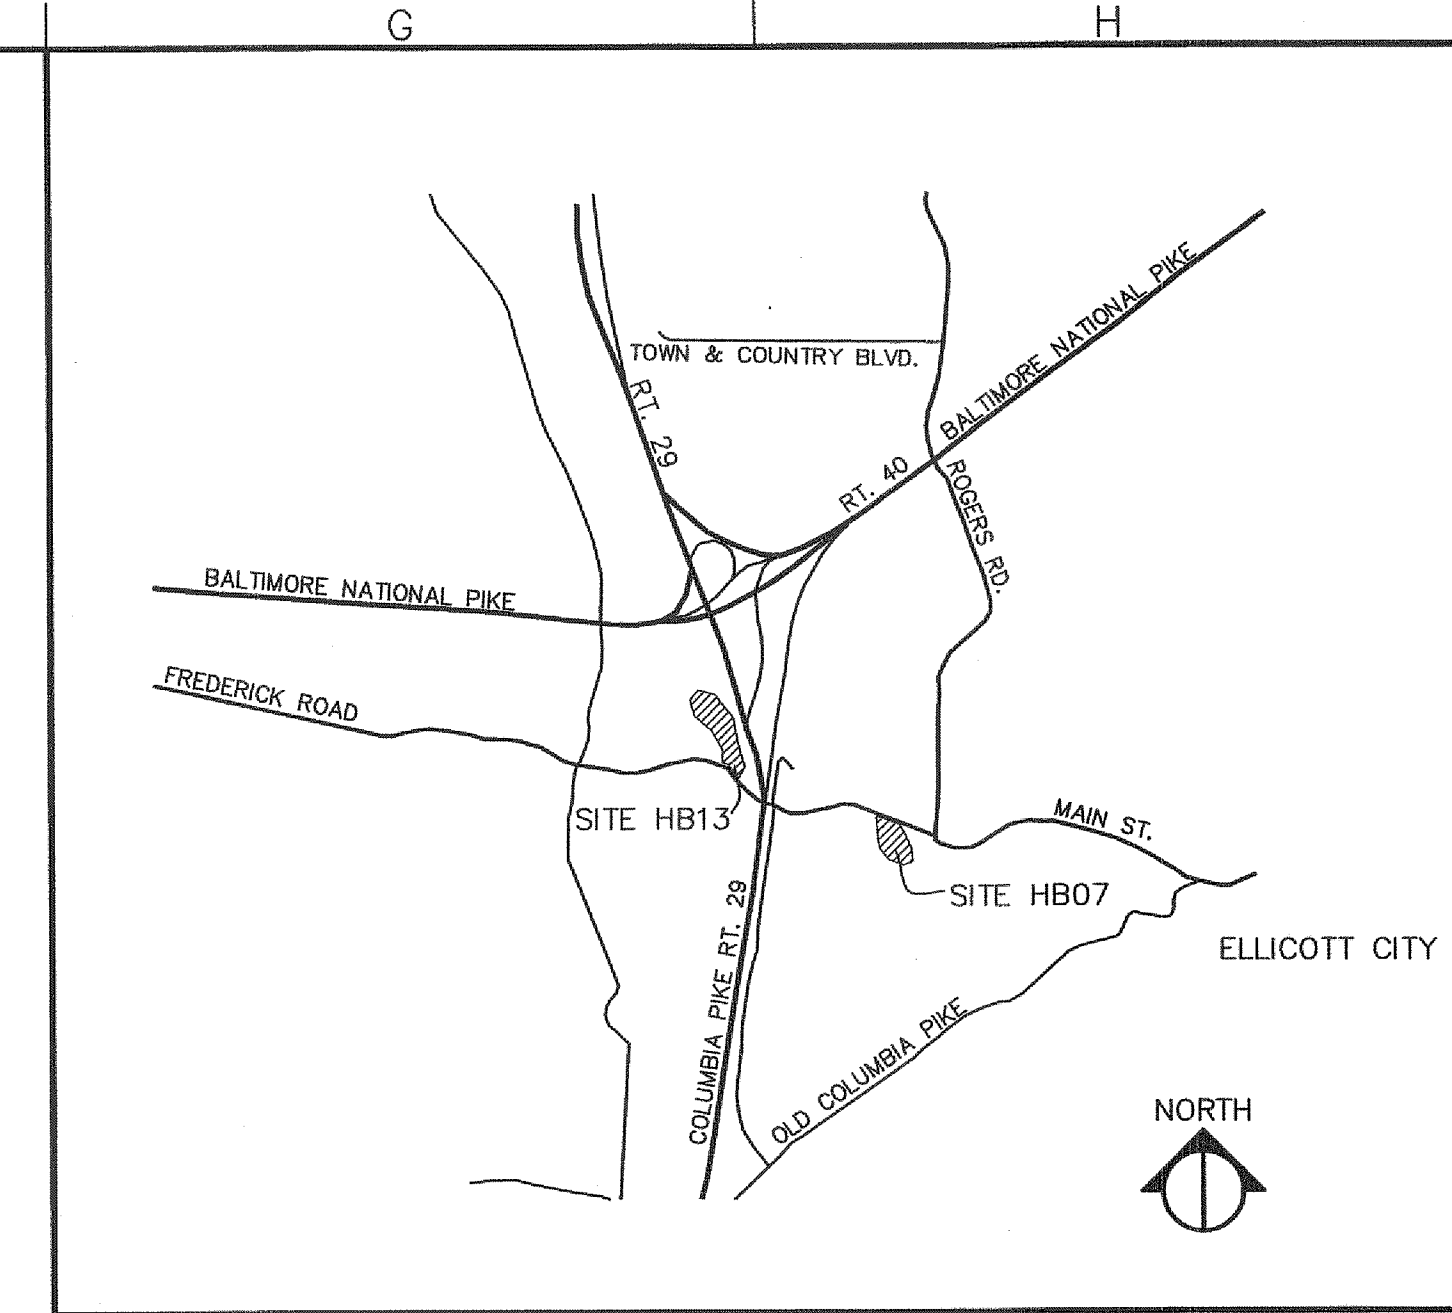 G
H
TOWN & COUNTRY BLVD.
BALTIMORE NATIONAL PIKE
RT. 29
RT. 40
ROGERS RD.
BALTIMORE NATIONAL PIKE
FREDERICK ROAD
SITE HB13
MAIN ST.
SITE HB07
COLUMBIA PIKE RT. 29
ELLICOTT CITY
OLD COLUMBIA PIKE
NORTH